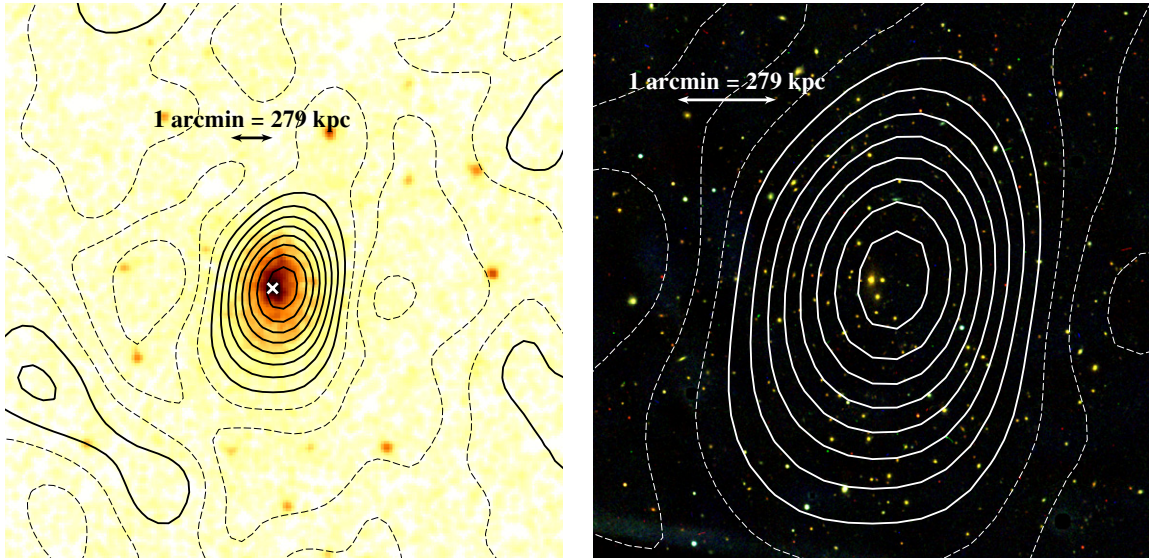 1 arcmin = 279 kpc
1 arcmin = 279 kpc